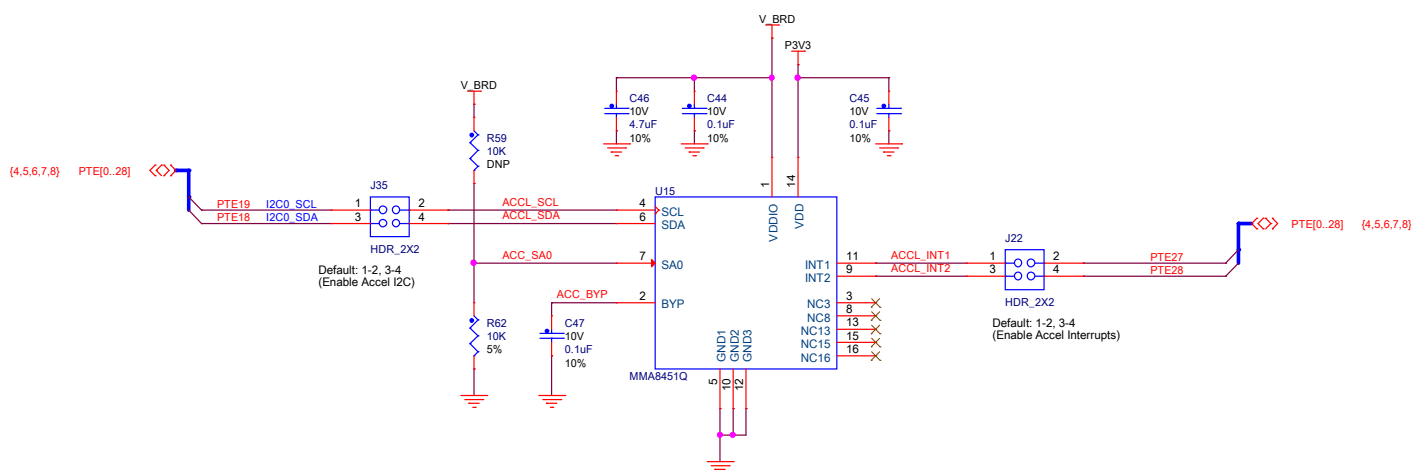 V_BRD
P3V3
V_BRD
C46
10V
4.7uF
10%
C44
10V
0.1uF
10%
C45
10V
0.1uF
10%
R59
10K
DNP
{4,5,6,7,8} PTE[0..28]
J35
PTE19 I2C0_SCL 1 2 ACCL_SCL 4 SCL
PTE18 I2C0_SDA 3 4 ACCL_SDA 6 SDA
HDR_2X2
Default: 1-2, 3-4
(Enable Accel I2C)
U15
1 VDDIO
14 VDD
ACC_SA0 7 SA0
ACC_BYP 2 BYP
R62
10K
5%
C47
10V
0.1uF
10%
MMA8451Q
GND1 5
GND2 10
GND3 12
INT1 11 ACCL_INT1 1 2 PTE27
INT2 9 ACCL_INT2 3 4 PTE28
NC3 3
NC8 8
NC13 13
NC15 15
NC16 16
J22
HDR_2X2
Default: 1-2, 3-4
(Enable Accel Interrupts)
PTE[0..28] {4,5,6,7,8}